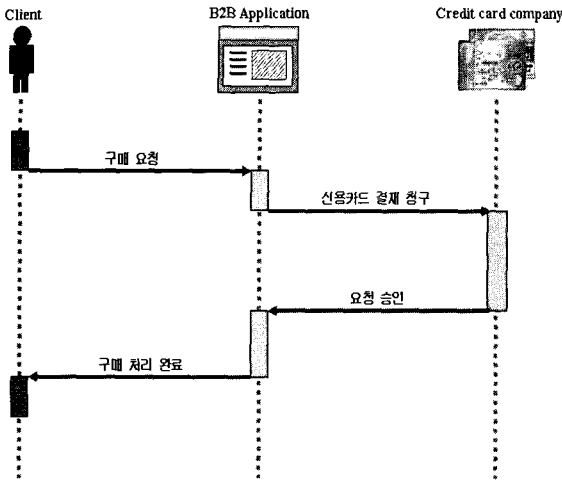 Client
B2B Application
Credit card company
구매 요청
신용카드 결재 청구
요청 승인
구매 처리 완료